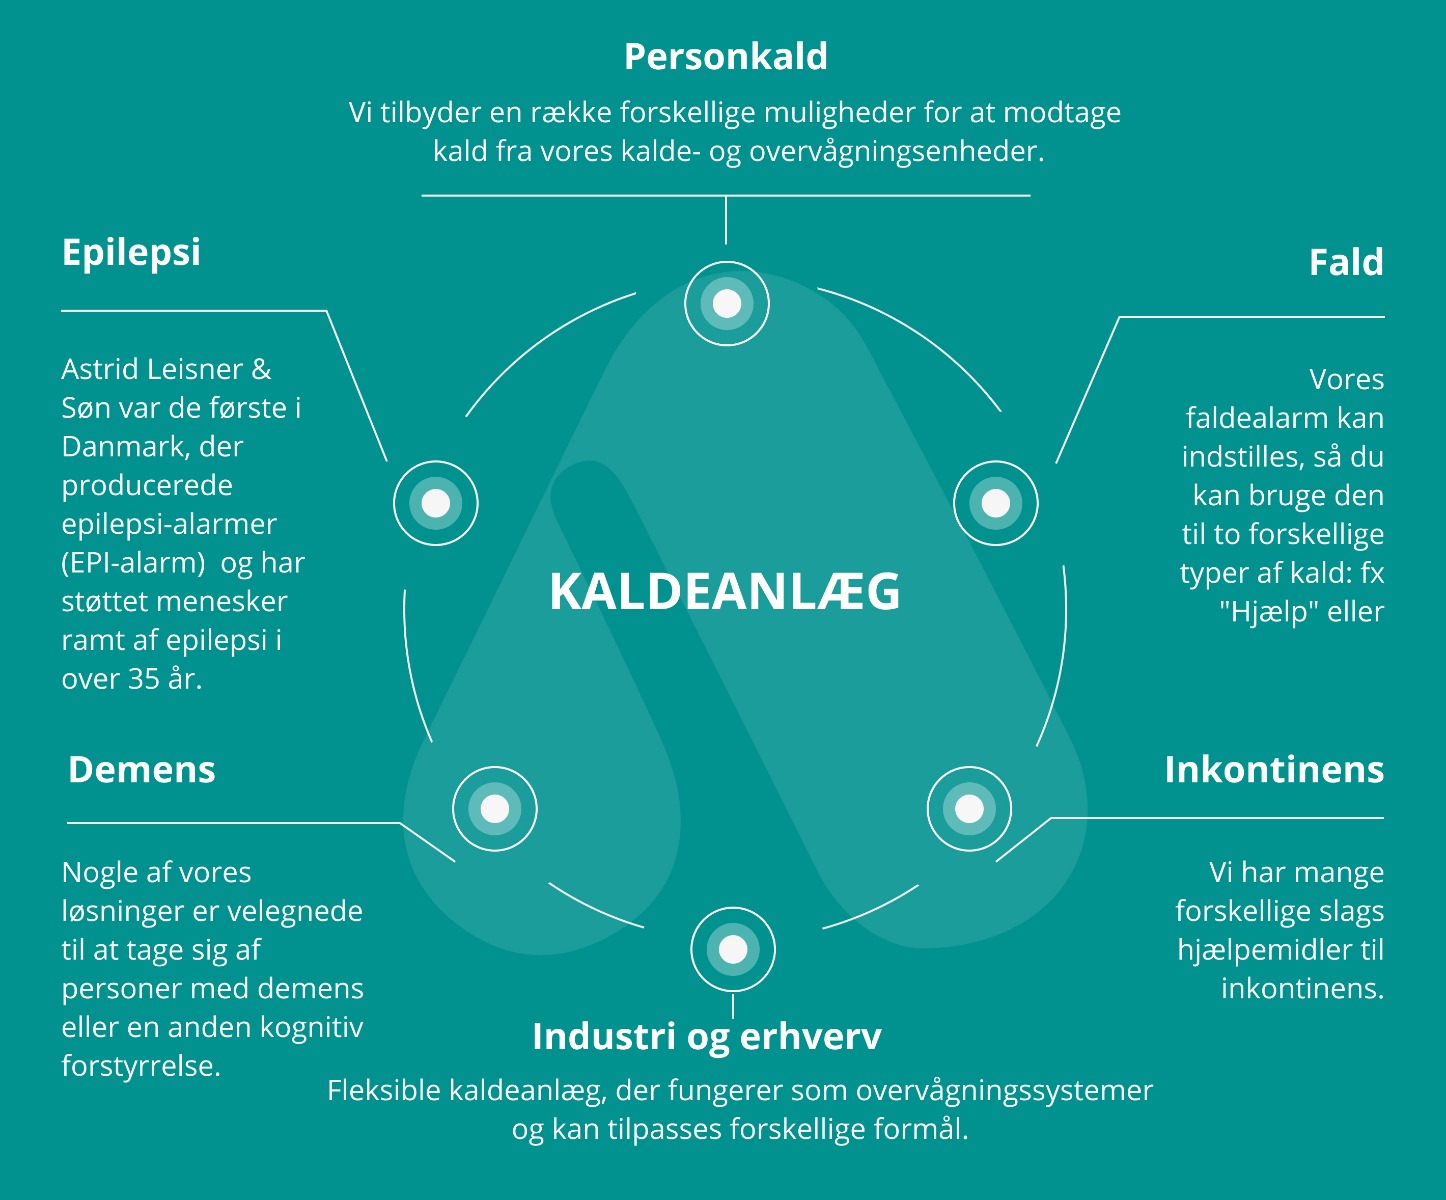 Personkald
Vi tilbyder en række forskellige muligheder for at modtage
kald fra vores kalde- og overvågningsenheder.
Epilepsi
Astrid Leisner &
Søn var de første i
Danmark, der
producerede
epilepsi-alarmer
(EPI-alarm)  og har
støttet menesker
ramt af epilepsi i
over 35 år.
Fald
Vores
faldealarm kan
indstilles, så du
kan bruge den
til to forskellige
typer af kald: fx
"Hjælp" eller
KALDEANLÆG
Demens
Nogle af vores
løsninger er velegnede
til at tage sig af
personer med demens
eller en anden kognitiv
forstyrrelse.
Inkontinens
Vi har mange
forskellige slags
hjælpemidler til
inkontinens.
Industri og erhverv
Fleksible kaldeanlæg, der fungerer som overvågningssystemer
og kan tilpasses forskellige formål.